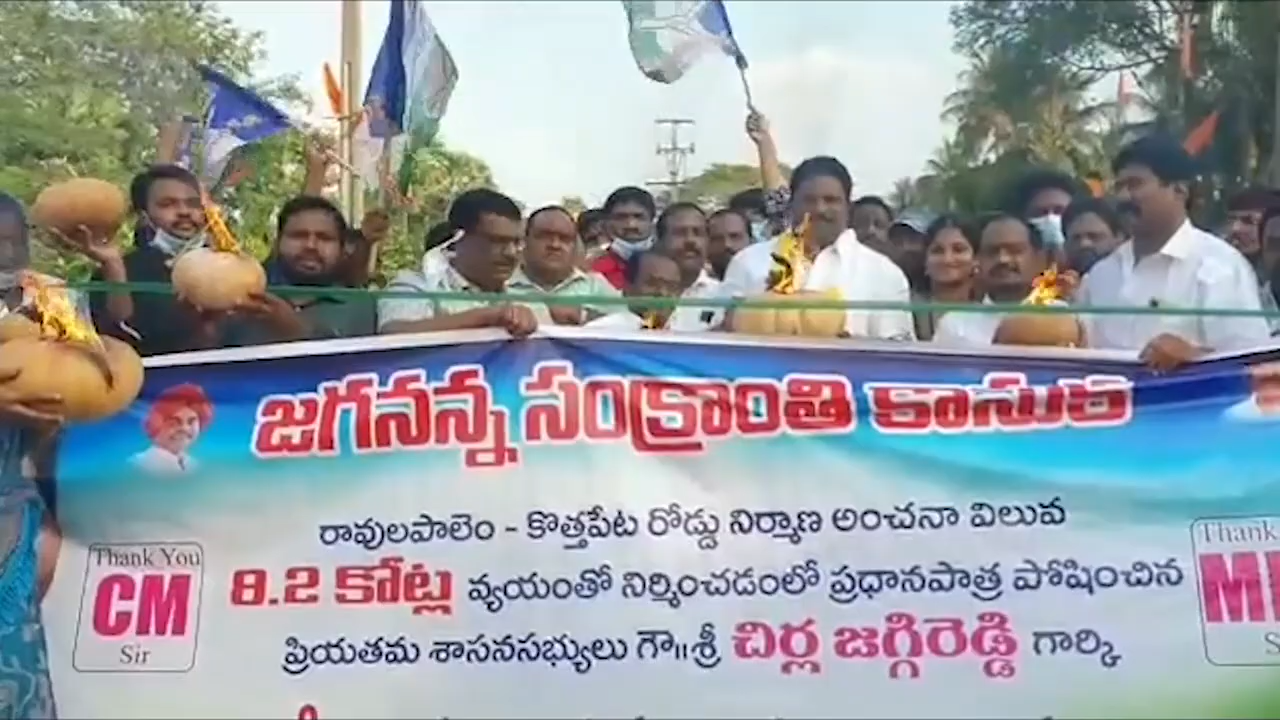 జగనన్న సంక్రాంతి కానుక
రావులపాలెం - కొత్తపేట రోడ్డు నిర్మాణ అంచనా విలువ
8.2 కోట్ల వ్యయంతో నిర్మించడంలో ప్రధానపాత్ర పోషించిన
ప్రియతమ శాసనసభ్యులు గౌ॥శ్రీ చిర్ల జగ్గిరెడ్డి గార్కి
Thank You
CM
Sir
Thank